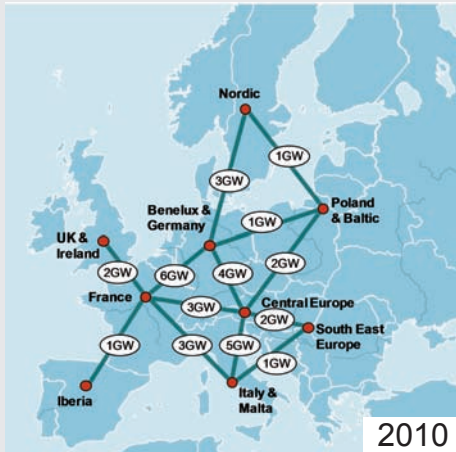 Nordic
1GW
3GW
Benelux &
Germany
1GW
Poland
& Baltic
UK &
Ireland
2GW
6GW
4GW
2GW
France
3GW
Central Europe
2GW
South East
Europe
1GW
3GW
5GW
1GW
Iberia
Italy &
Malta
2010